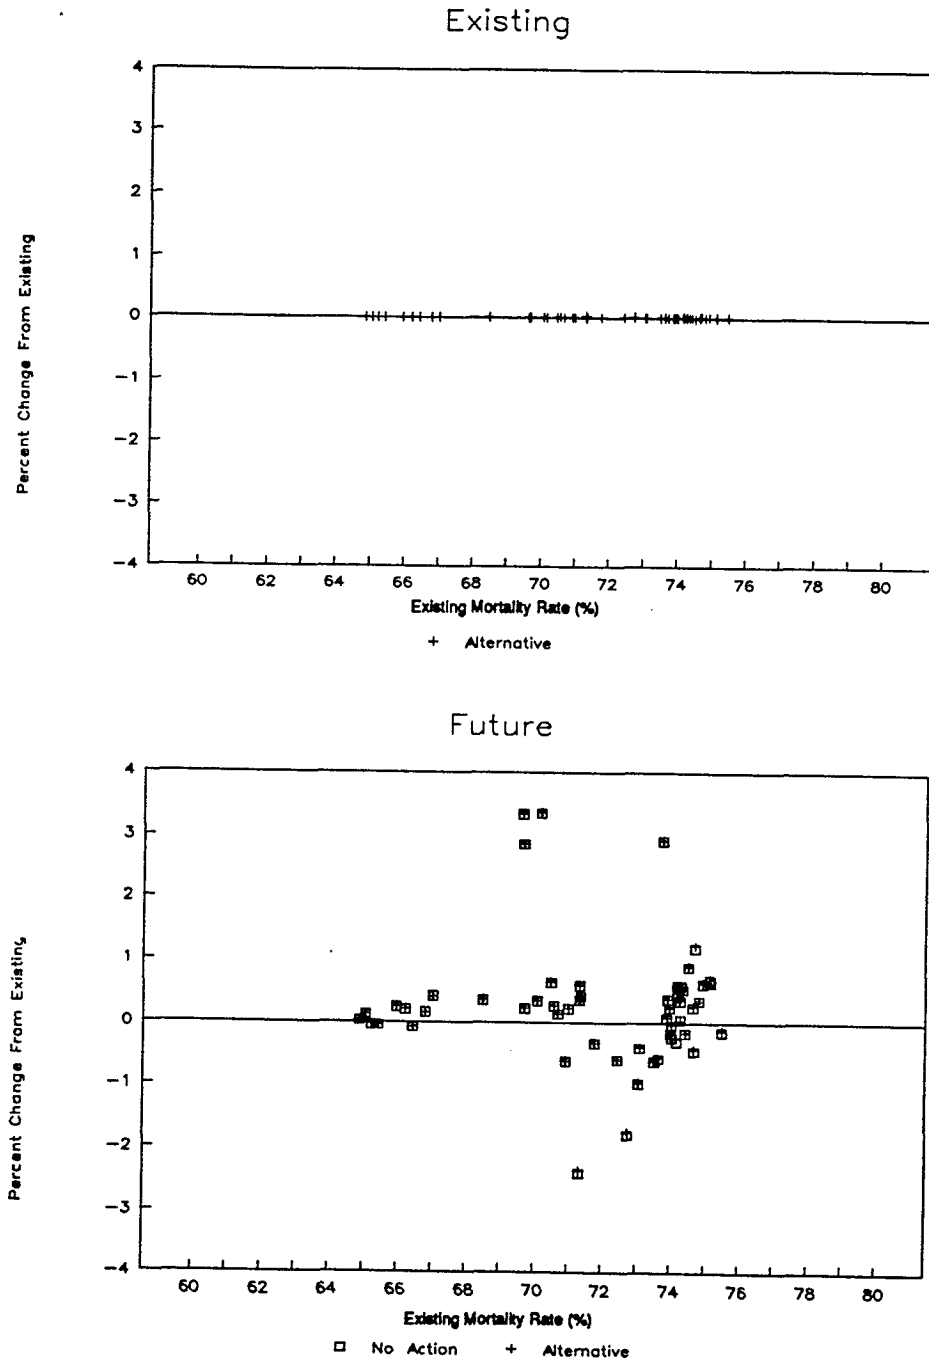 Existing
4
3
2
1
0
-1
-2
-3
-4
Percent Change From Existing
60 62 64 66 68 70 72 74 76 78 80
Existing Mortality Rate (%)
+ Alternative
Future
4
3
2
1
0
-1
-2
-3
-4
Percent Change From Existing
60 62 64 66 68 70 72 74 76 78 80
Existing Mortality Rate (%)
□ No Action + Alternative